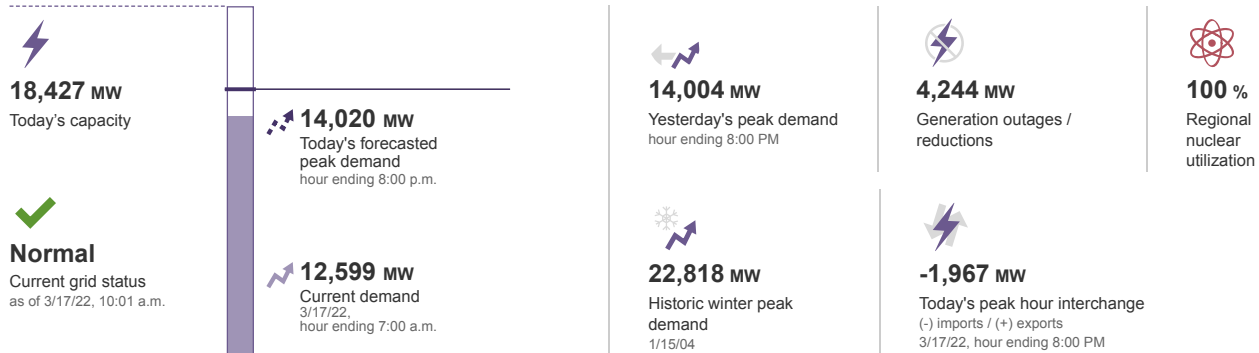 18,427 MW
Today's capacity
Normal
Current grid status
as of 3/17/22, 10:01 a.m.
14,020 MW
Today's forecasted
peak demand
hour ending 8:00 p.m.
12,599 MW
Current demand
3/17/22,
hour ending 7:00 a.m.
14,004 MW
Yesterday's peak demand
hour ending 8:00 PM
4,244 MW
Generation outages /
reductions
100 %
Regional
nuclear
utilization
22,818 MW
Historic winter peak
demand
1/15/04
-1,967 MW
Today's peak hour interchange
(-) imports / (+) exports
3/17/22, hour ending 8:00 PM